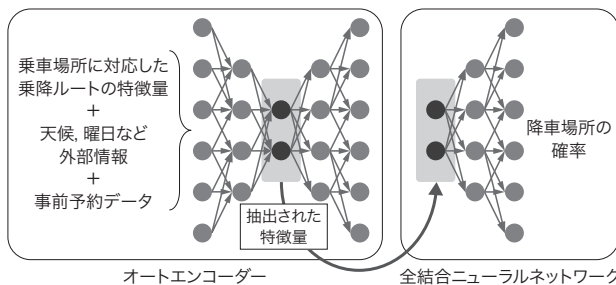 乗車場所に対応した
乗降ルートの特徴量
+
天候, 曜日など
外部情報
+
事前予約データ
抽出された
特徴量
オートエンコーダー
降車場所の
確率
全結合ニューラルネットワーク